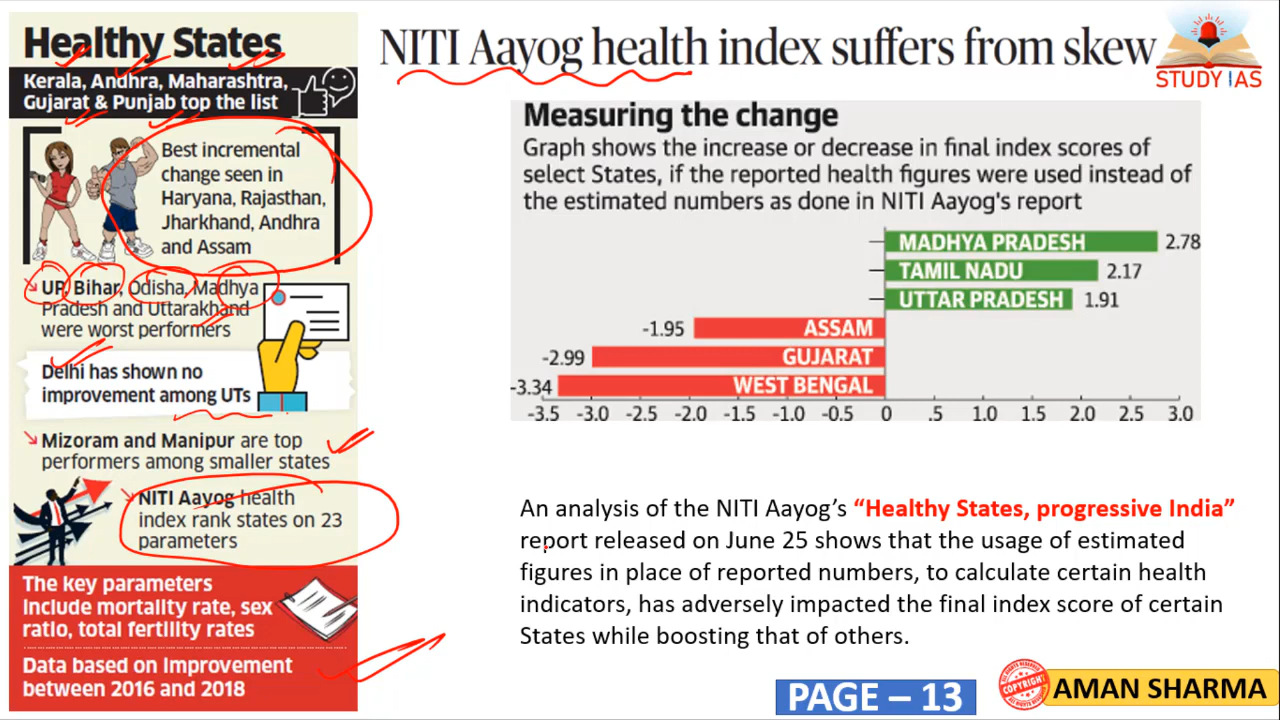 Healthy States
Kerala, Andhra, Maharashtra,
Gujarat & Punjab top the list
Best incremental
change seen in
Haryana, Rajasthan,
Jharkhand, Andhra
and Assam
UP, Bihar, Odisha, Madhya
Pradesh and Uttarakhand
were worst performers
Delhi has shown no
improvement among UTs
Mizoram and Manipur are top
performers among smaller states
NITI Aayog health
index rank states on 23
parameters
The key parameters
include mortality rate, sex
ratio, total fertility rates
Data based on Improvement
between 2016 and 2018
NITI Aayog health index suffers from skew
STUDY IAS
Measuring the change
Graph shows the increase or decrease in final index scores of
select States, if the reported health figures were used instead of
the estimated numbers as done in NITI Aayog's report
MADHYA PRADESH 2.78
TAMIL NADU 2.17
UTTAR PRADESH 1.91
-1.95 ASSAM
-2.99 GUJARAT
-3.34 WEST BENGAL
-3.5 -3.0 -2.5 -2.0 -1.5 -1.0 -0.5 0 .5 1.0 1.5 2.0 2.5 3.0
An analysis of the NITI Aayog’s “Healthy States, progressive India”
report released on June 25 shows that the usage of estimated
figures in place of reported numbers, to calculate certain health
indicators, has adversely impacted the final index score of certain
States while boosting that of others.
PAGE – 13
COPYRIGHT
AMAN SHARMA